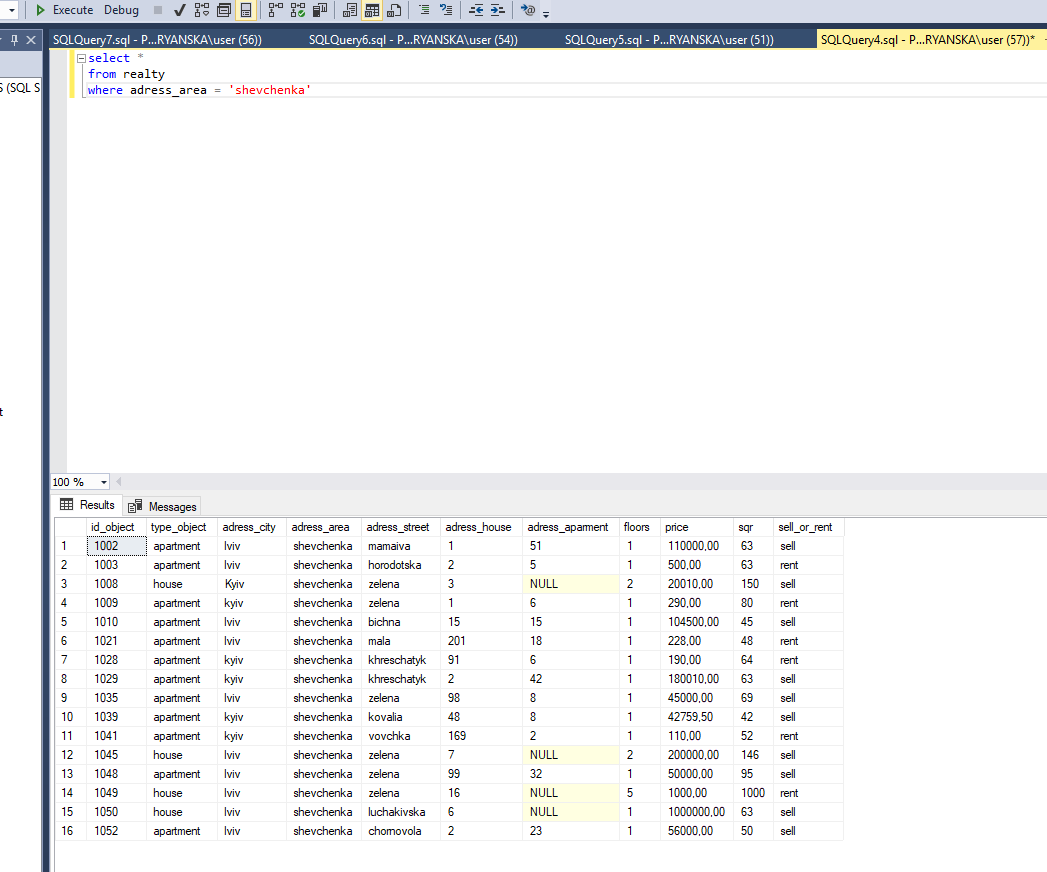 Execute Debug
SQLQuery7.sql - P...RYANSKA\user (56)) SQLQuery6.sql - P...RYANSKA\user (54)) SQLQuery5.sql - P...RYANSKA\user (51)) SQLQuery4.sql - P...RYANSKA\user (57))*
select *
S (SQL S
from realty
where adress_area = 'shevchenka'
t
100 %
Results Messages
id_object type_object adress_city adress_area adress_street adress_house adress_aparment floors price sqr sell_or_rent
1 1002 apartment lviv shevchenka mamaiva 1 51 1 110000,00 63 sell
2 1003 apartment lviv shevchenka horodotska 2 5 1 500,00 63 rent
3 1008 house Kyiv shevchenka zelena 3 NULL 2 20010,00 150 sell
4 1009 apartment kyiv shevchenka zelena 1 6 1 290,00 80 rent
5 1010 apartment lviv shevchenka bichna 15 15 1 104500,00 45 sell
6 1021 apartment lviv shevchenka mala 201 18 1 228,00 48 rent
7 1028 apartment kyiv shevchenka khreschatyk 91 6 1 190,00 64 rent
8 1029 apartment kyiv shevchenka khreschatyk 2 42 1 180010,00 63 sell
9 1035 apartment lviv shevchenka zelena 98 8 1 45000,00 69 sell
10 1039 apartment kyiv shevchenka kovalia 48 8 1 42759,50 42 sell
11 1041 apartment kyiv shevchenka vovchka 169 2 1 110,00 52 rent
12 1045 house lviv shevchenka zelena 7 NULL 2 200000,00 146 sell
13 1048 apartment lviv shevchenka zelena 99 32 1 50000,00 95 sell
14 1049 house lviv shevchenka zelena 16 NULL 5 1000,00 1000 rent
15 1050 house lviv shevchenka luchakivska 6 NULL 1 1000000,00 63 sell
16 1052 apartment lviv shevchenka chornovola 2 23 1 56000,00 50 sell